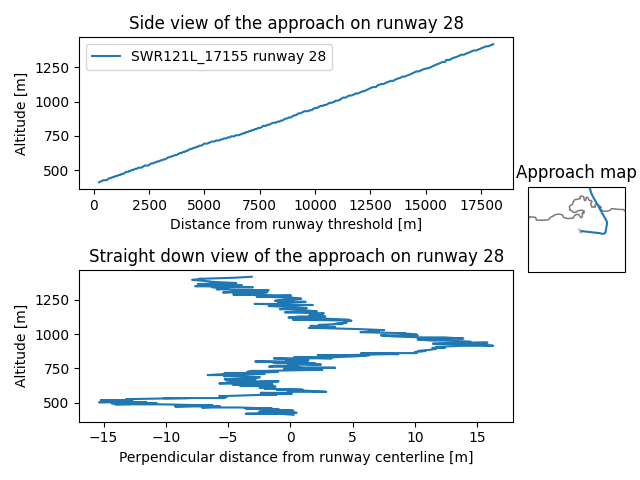 Side view of the approach on runway 28
SWR121L_17155 runway 28
Altitude [m]
1250
1000
750
500
0
2500
5000
7500
10000
12500
15000
17500
Distance from runway threshold [m]
Approach map
Straight down view of the approach on runway 28
Altitude [m]
1250
1000
750
500
−15
−10
−5
0
5
10
15
Perpendicular distance from runway centerline [m]